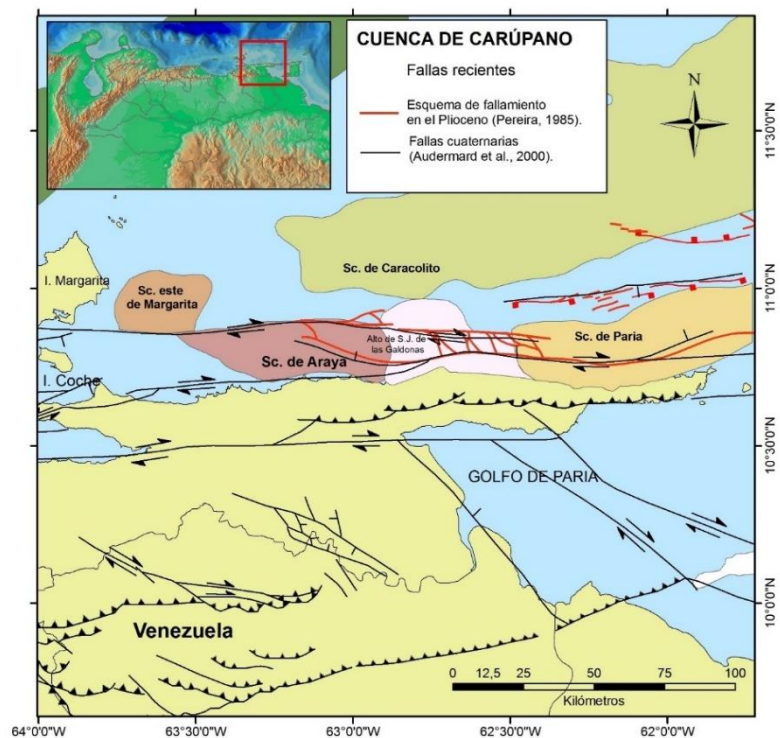 CUENCA DE CARÚPANO
Fallas recientes
Esquema de fallamiento
en el Plioceno (Pereira, 1985).
Fallas cuaternarias
(Audermard et al., 2000).
N
11°30'0"N
Sc. de Caracolito
I. Margarita
Sc. este
de Margarita
11°0'0"N
Alto de S.J. de
las Galdonas
Sc. de Paria
Sc. de Araya
I. Coche
10°30'0"N
GOLFO DE PARIA
10°0'0"N
Venezuela
0 12,5 25 50 75 100
Kilómetros
64°0'0"W 63°30'0"W 63°0'0"W 62°30'0"W 62°0'0"W